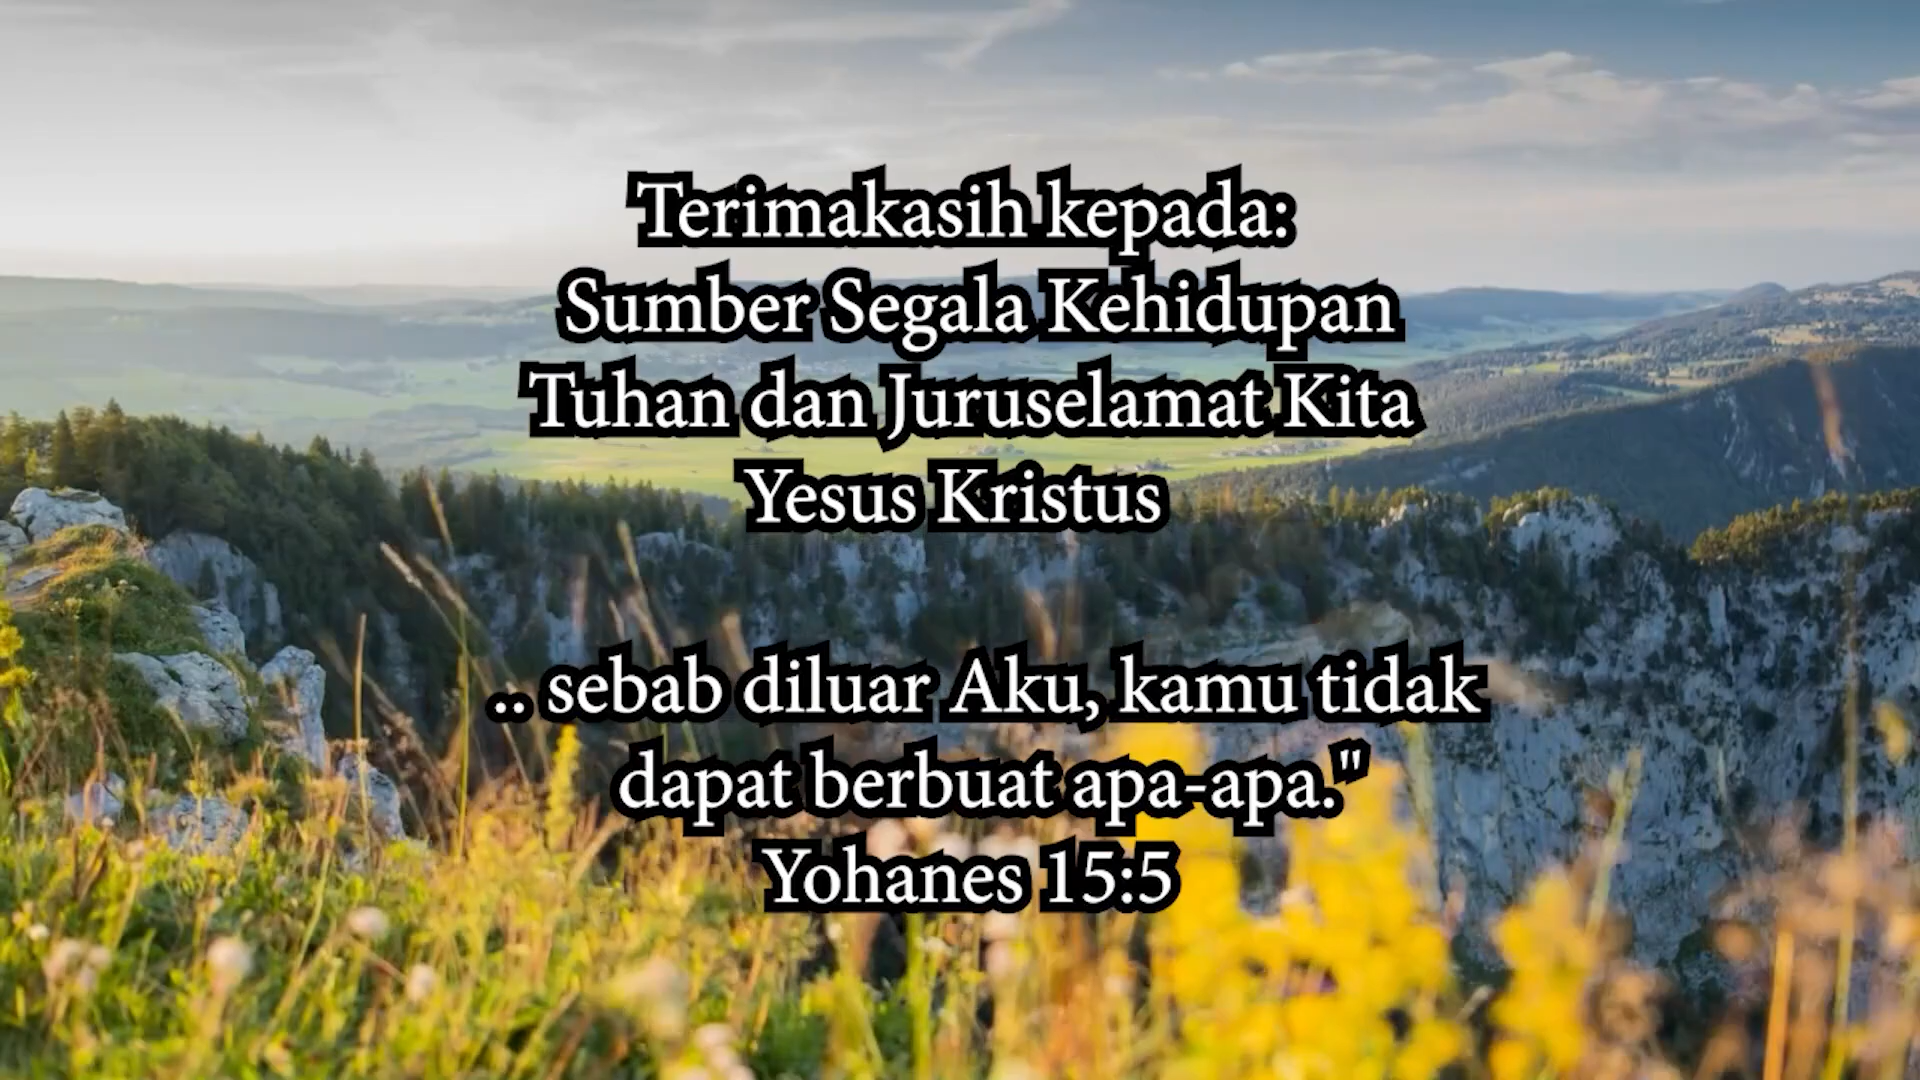 Terimakasih kepada:
Sumber Segala Kehidupan
Tuhan dan Juruselamat Kita
Yesus Kristus
.. sebab diluar Aku, kamu tidak
dapat berbuat apa-apa."
Yohanes 15:5